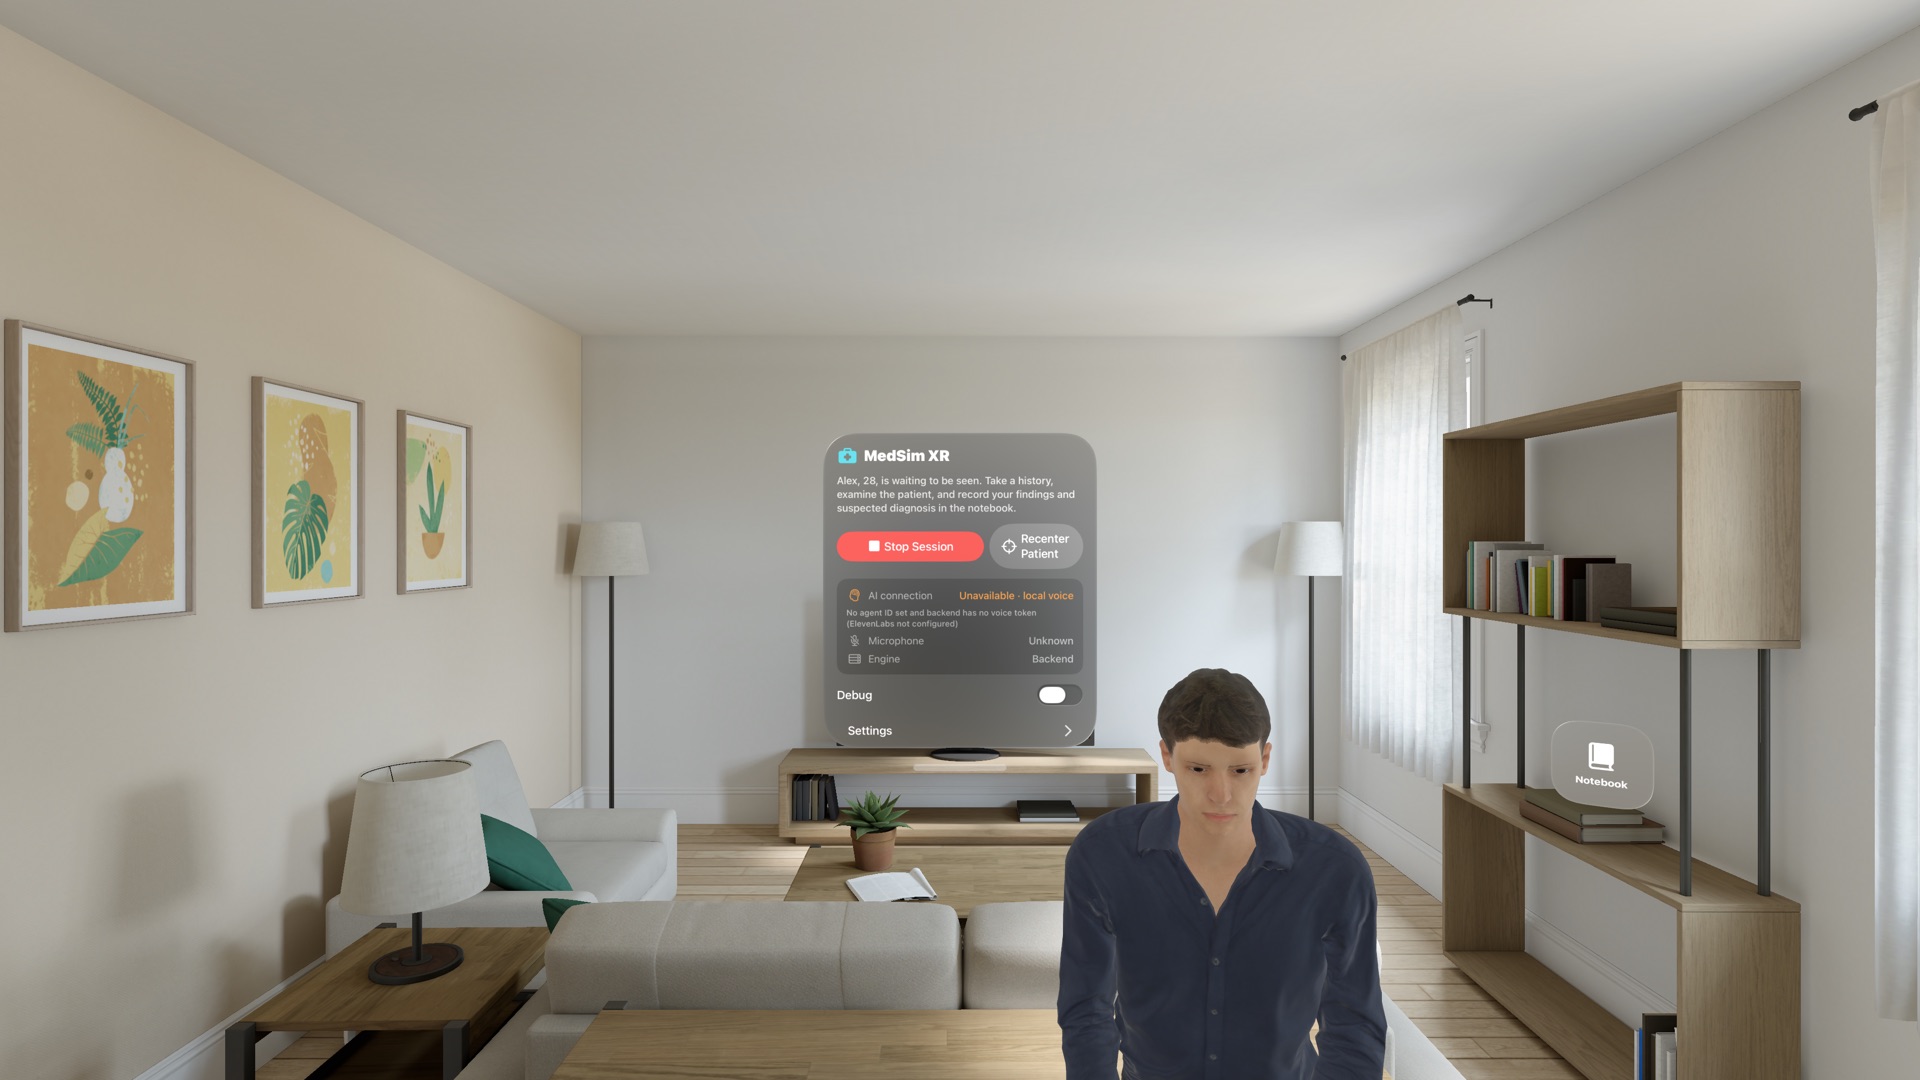 MedSim XR
Alex, 28, is waiting to be seen. Take a history,
examine the patient, and record your findings and
suspected diagnosis in the notebook.
Stop Session
Recenter
Patient
AI connection Unavailable · local voice
No agent ID set and backend has no voice token
(ElevenLabs not configured)
Microphone Unknown
Engine Backend
Debug
Settings
Notebook